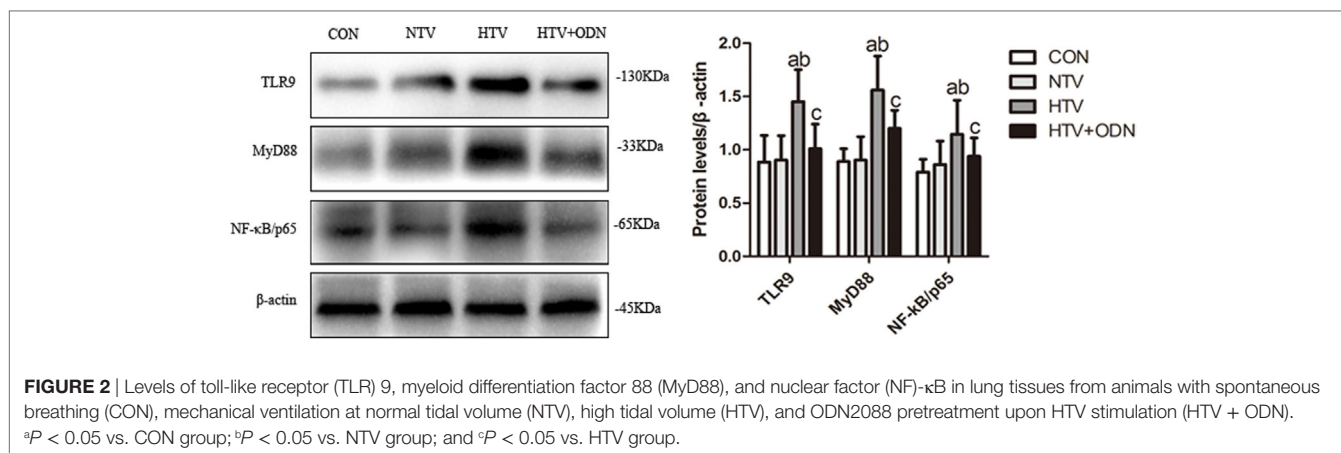 CON NTV HTV HTV+ODN
TLR9 -130KDa
MyD88 -33KDa
NF-κB/p65 -65KDa
β-actin -45KDa
Protein levels/β -actin
2.0
1.5
1.0
0.5
0.0
ab
c
ab
c
ab
c
TLR9
MyD88
NF-kB/p65
CON
NTV
HTV
HTV+ODN
FIGURE 2 | Levels of toll-like receptor (TLR) 9, myeloid differentiation factor 88 (MyD88), and nuclear factor (NF)-κB in lung tissues from animals with spontaneous
breathing (CON), mechanical ventilation at normal tidal volume (NTV), high tidal volume (HTV), and ODN2088 pretreatment upon HTV stimulation (HTV + ODN).
ᵃP < 0.05 vs. CON group; ᵇP < 0.05 vs. NTV group; and ᶜP < 0.05 vs. HTV group.